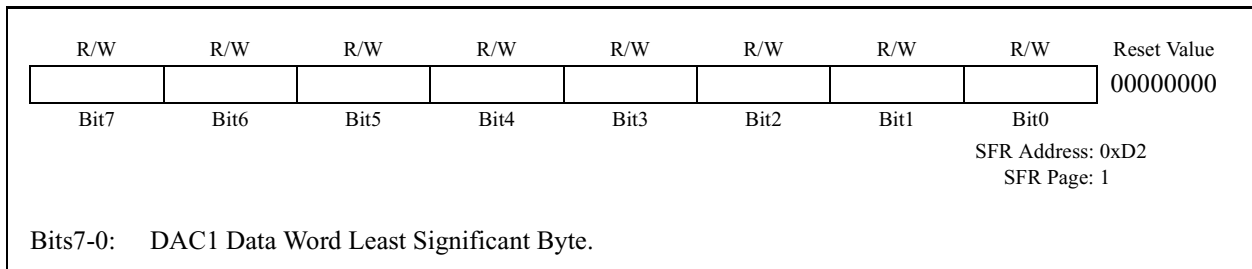 R/W R/W R/W R/W R/W R/W R/W R/W Reset Value
00000000
Bit7 Bit6 Bit5 Bit4 Bit3 Bit2 Bit1 Bit0
SFR Address: 0xD2
SFR Page: 1
Bits7-0: DAC1 Data Word Least Significant Byte.